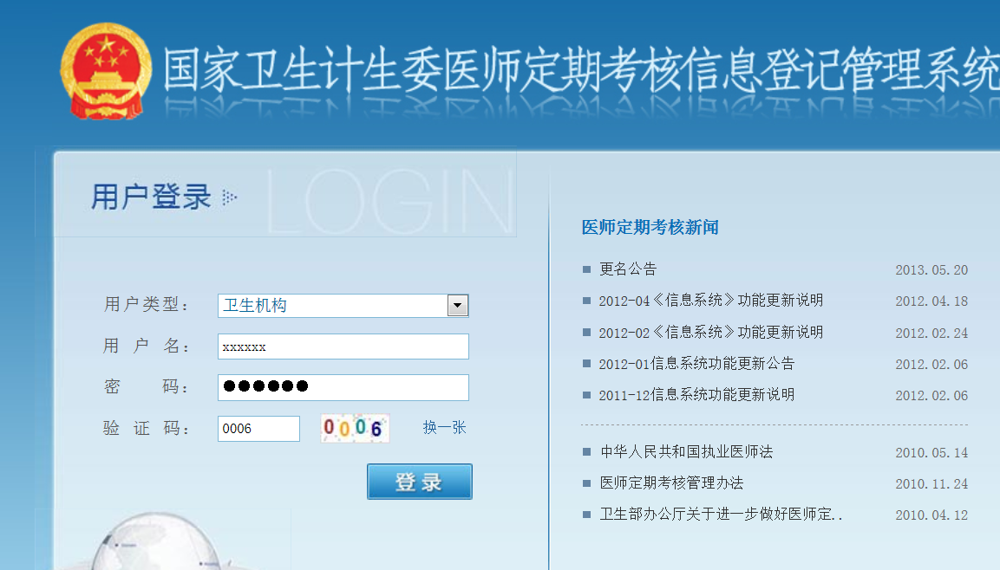 国家卫生计生委医师定期考核信息登记管理系统
用户登录
LOGIN
用户类型：
卫生机构
用 户 名：
xxxxxx
密 码：
●●●●●●
验 证 码：
0006
0006
换一张
登 录
医师定期考核新闻
更名公告 2013.05.20
2012-04《信息系统》功能更新说明 2012.04.18
2012-02《信息系统》功能更新说明 2012.02.24
2012-01信息系统功能更新公告 2012.02.06
2011-12信息系统功能更新说明 2012.02.06
中华人民共和国执业医师法 2010.05.14
医师定期考核管理办法 2010.11.24
卫生部办公厅关于进一步做好医师定.. 2010.04.12